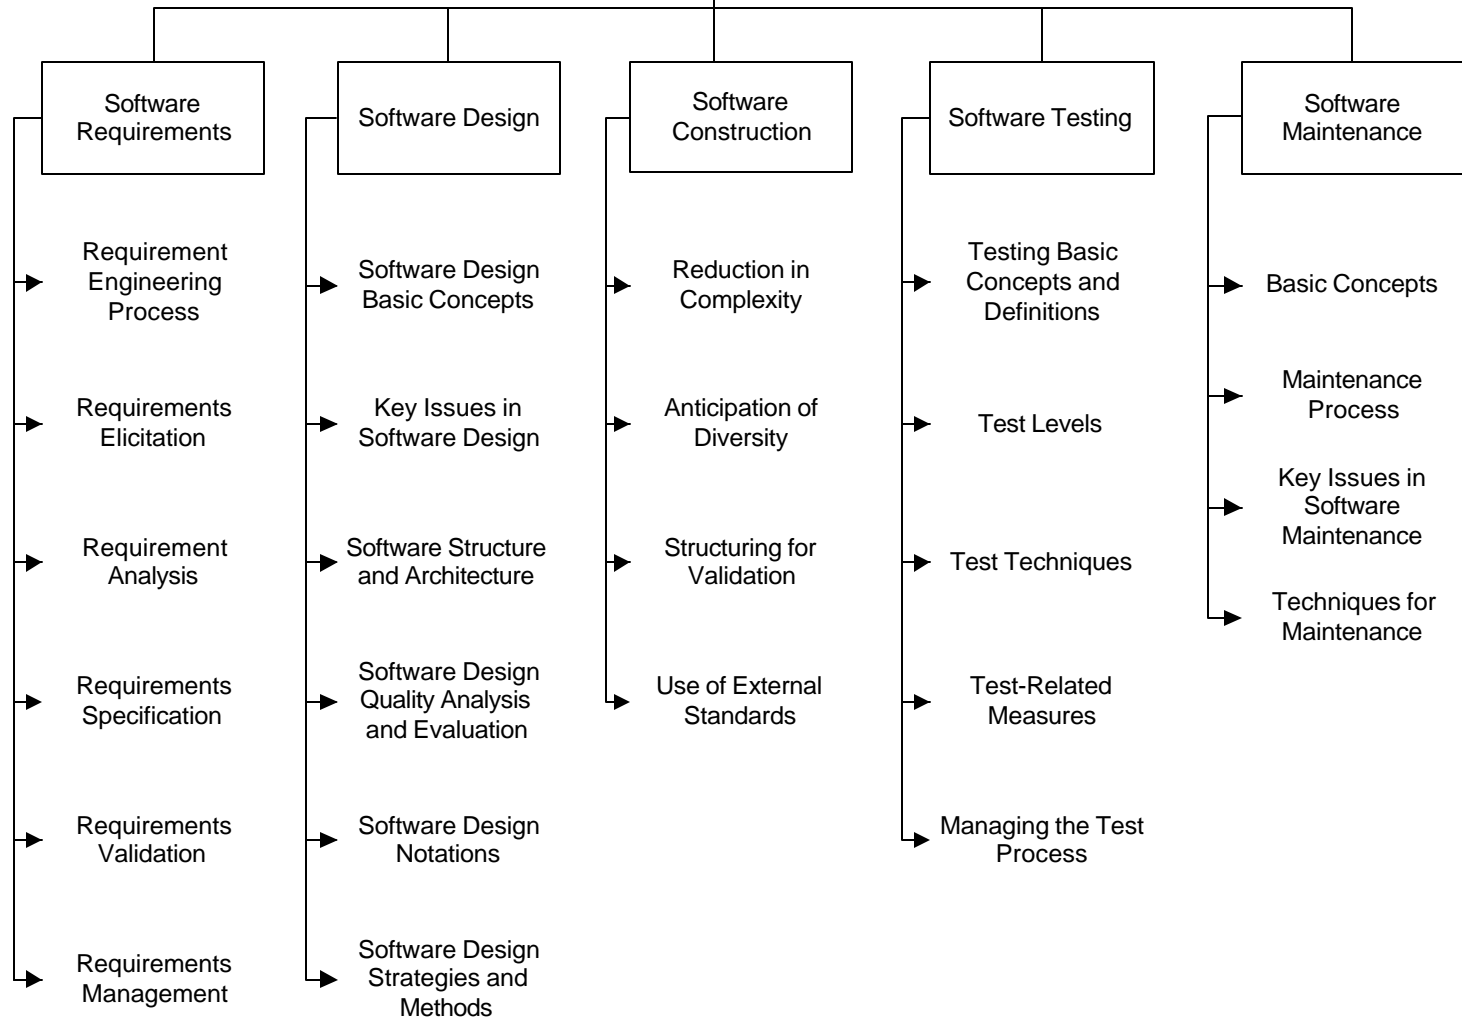 Software
Requirements
Software Design
Software
Construction
Software Testing
Software
Maintenance
Requirement
Engineering
Process
Requirements
Elicitation
Requirement
Analysis
Requirements
Specification
Requirements
Validation
Requirements
Management
Software Design
Basic Concepts
Key Issues in
Software Design
Software Structure
and Architecture
Software Design
Quality Analysis
and Evaluation
Software Design
Notations
Software Design
Strategies and
Methods
Reduction in
Complexity
Anticipation of
Diversity
Structuring for
Validation
Use of External
Standards
Testing Basic
Concepts and
Definitions
Test Levels
Test Techniques
Test-Related
Measures
Managing the Test
Process
Basic Concepts
Maintenance
Process
Key Issues in
Software
Maintenance
Techniques for
Maintenance